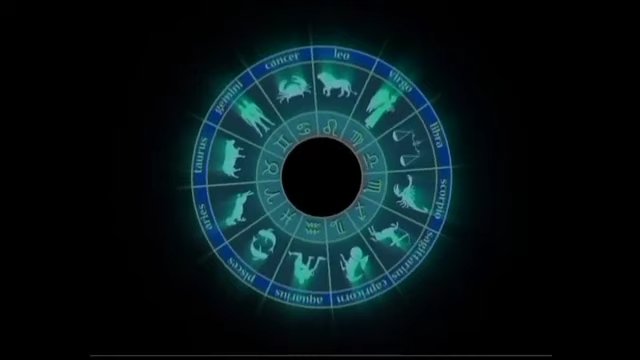 leo
virgo
libra
scorpio
sagittarius
capricorn
aquarius
pisces
aries
taurus
gemini
cancer